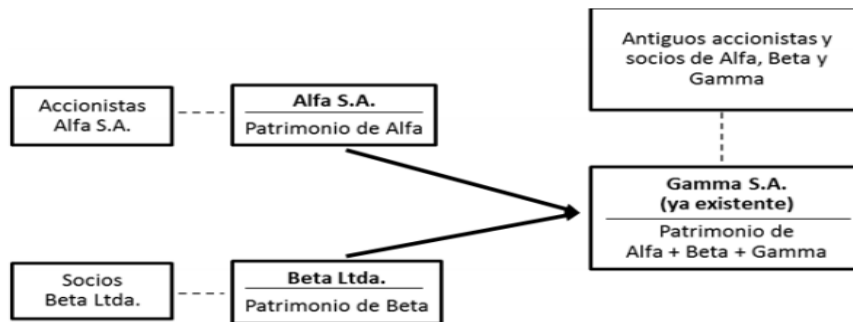 Antiguos accionistas y
socios de Alfa, Beta y
Gamma
Accionistas
Alfa S.A.
Alfa S.A.
Patrimonio de Alfa
Gamma S.A.
(ya existente)
Patrimonio de
Alfa + Beta + Gamma
Socios
Beta Ltda.
Beta Ltda.
Patrimonio de Beta